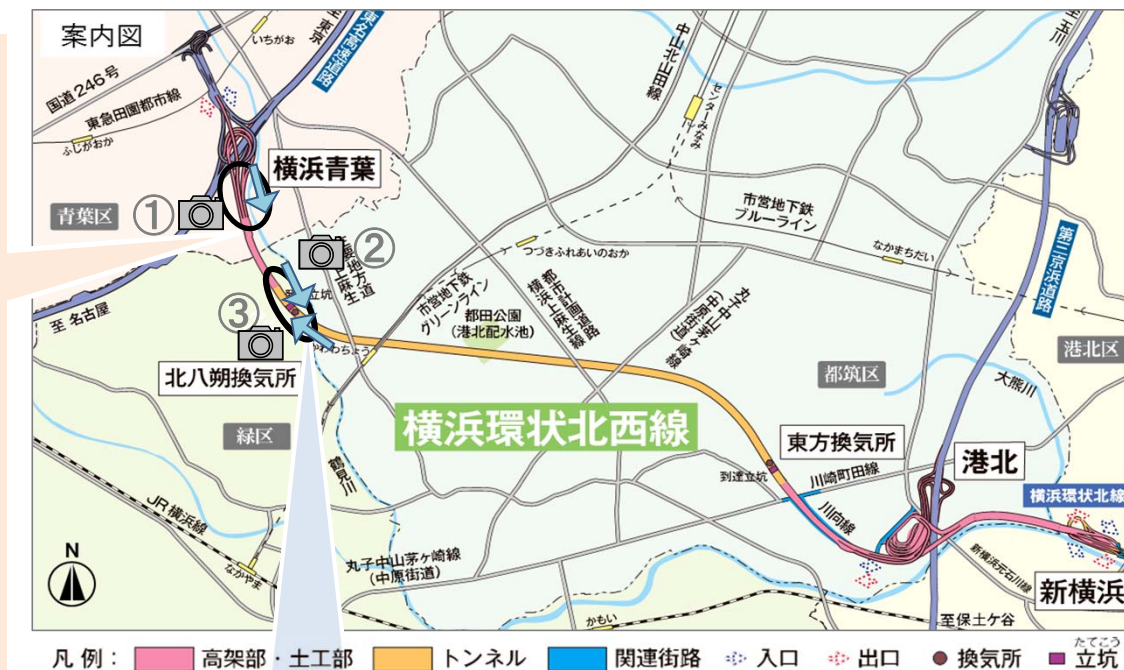 案内図
いちがお
至 東京
東名高速道路
国道246号
東急田園都市線
ふじがおか
横浜青葉
青葉区
①
②
③
至 名古屋
北八朔換気所
緑区
鶴見川
JR横浜線
なかやま
N
中山北山田線
センターみなみ
至玉川
市営地下鉄
ブルーライン
なかまちだい
第三京浜道路
港北区
つづきふれあいのおか
市営地下鉄
グリーンライン
都田公園
(港北配水池)
都市計画道路
横浜上麻生線
丸子中山茅ヶ崎線
(中原街道)
都筑区
大熊川
横浜環状北西線
東方換気所
到達立坑
川崎町田線
川向線
港北
横浜環状北線
新横浜元石川線
新横浜
至保土ケ谷
丸子中山茅ヶ崎線
(中原街道)
かもい
凡 例 :
高架部・土工部
トンネル
関連街路
入口
出口
換気所
たてこう
立坑